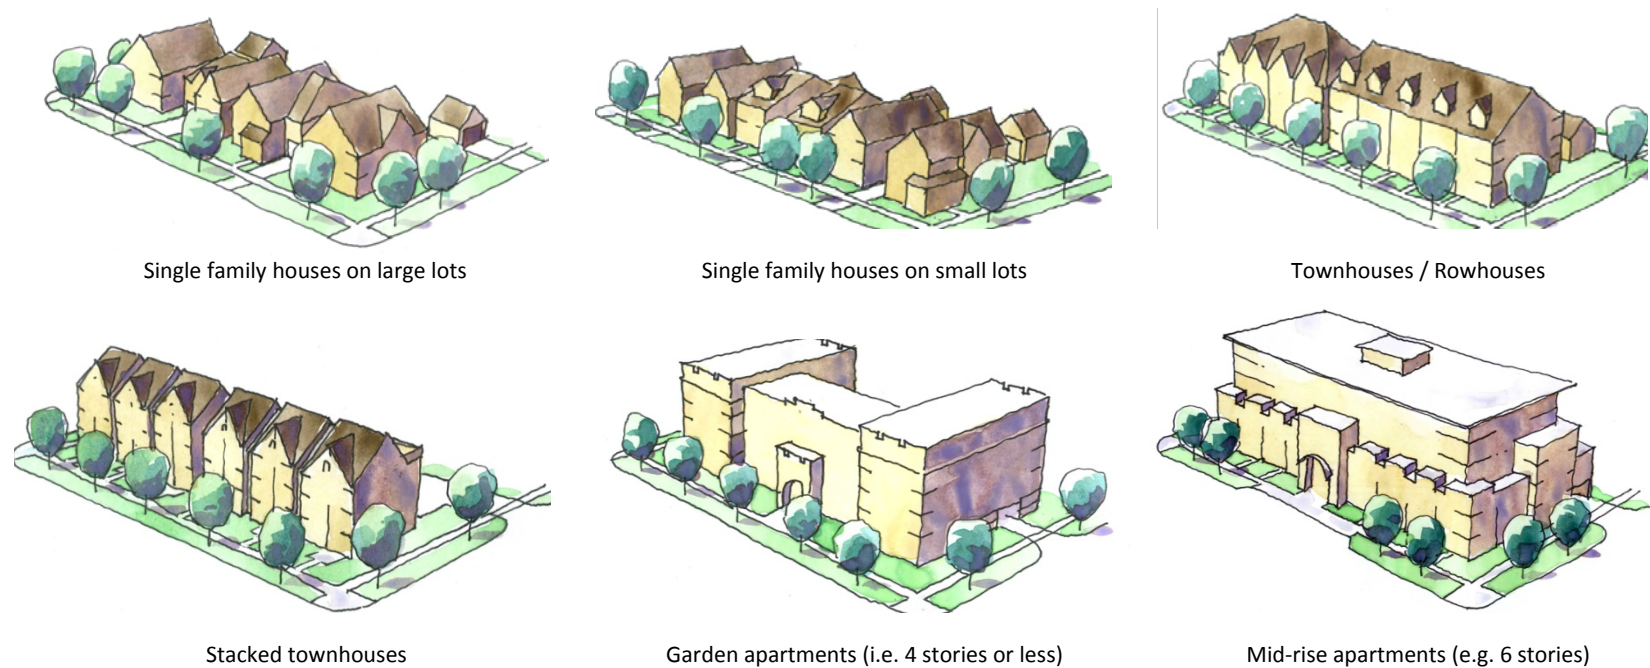 Single family houses on large lots
Single family houses on small lots
Townhouses / Rowhouses
Stacked townhouses
Garden apartments (i.e. 4 stories or less)
Mid-rise apartments (e.g. 6 stories)